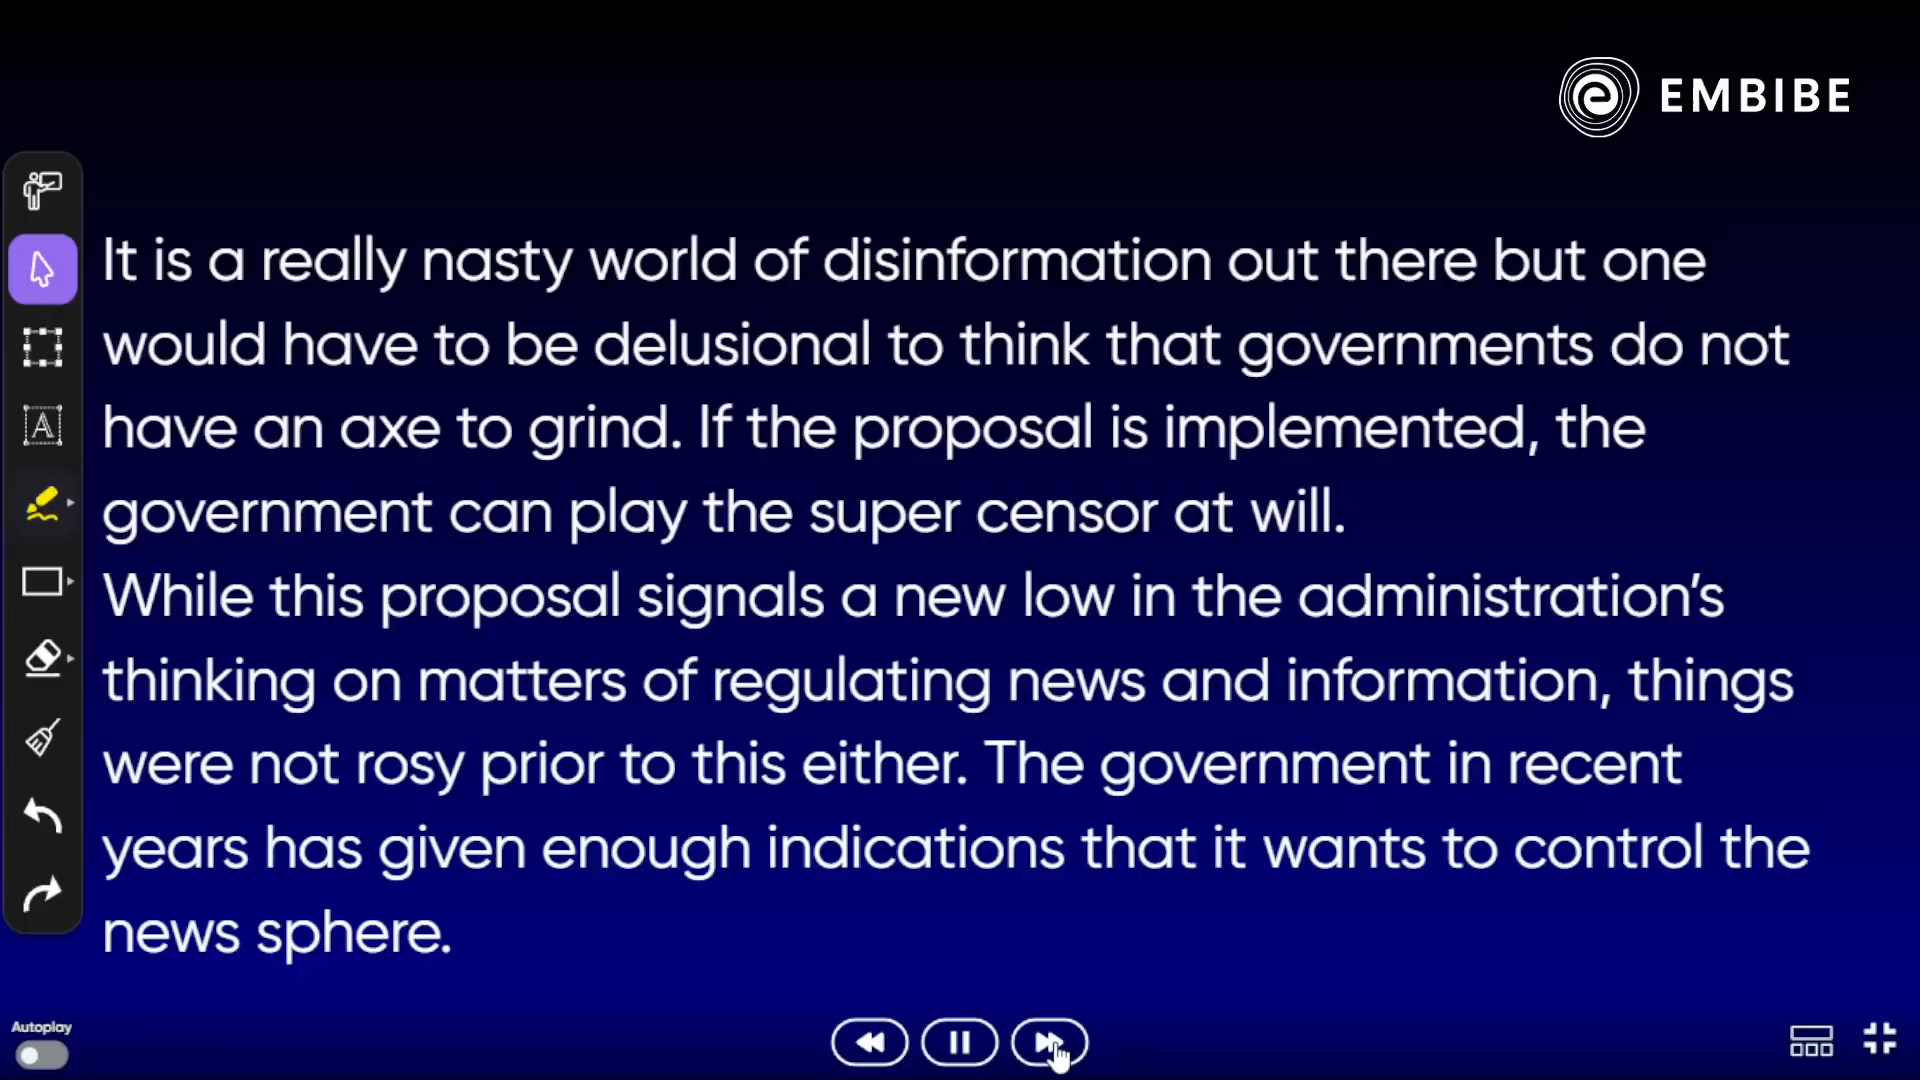 EMBIBE
It is a really nasty world of disinformation out there but one
would have to be delusional to think that governments do not
have an axe to grind. If the proposal is implemented, the
government can play the super censor at will.
While this proposal signals a new low in the administration’s
thinking on matters of regulating news and information, things
were not rosy prior to this either. The government in recent
years has given enough indications that it wants to control the
news sphere.
Autoplay